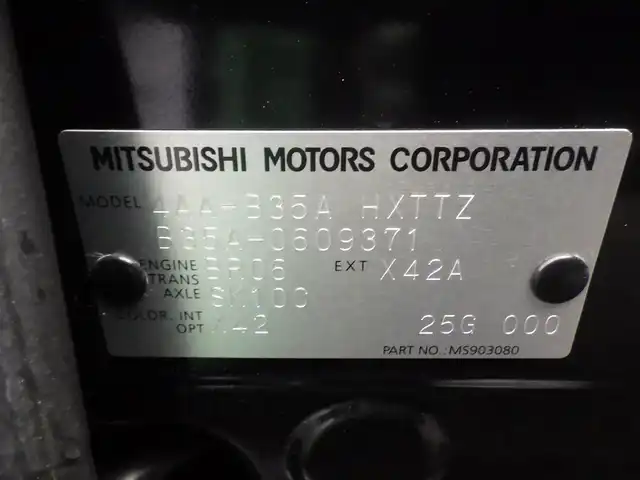 MITSUBISHI MOTORS CORPORATION
MODEL 4AA-B35A HXTTZ
B35A-0609371
ENGINE BR06 EXT X42A
TRANS
AXLE SK10C
COLOR. INT
OPT X42 25G 000
PART NO.: MS903080